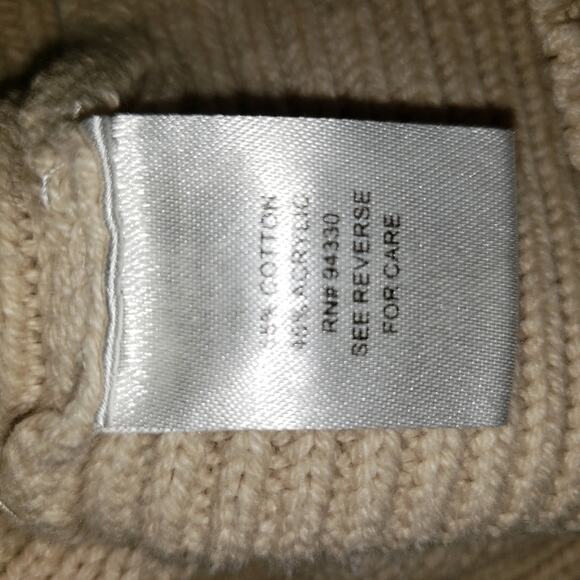 COTTON
ACRYLIC
RN# 94330
SEE REVERSE
FOR CARE